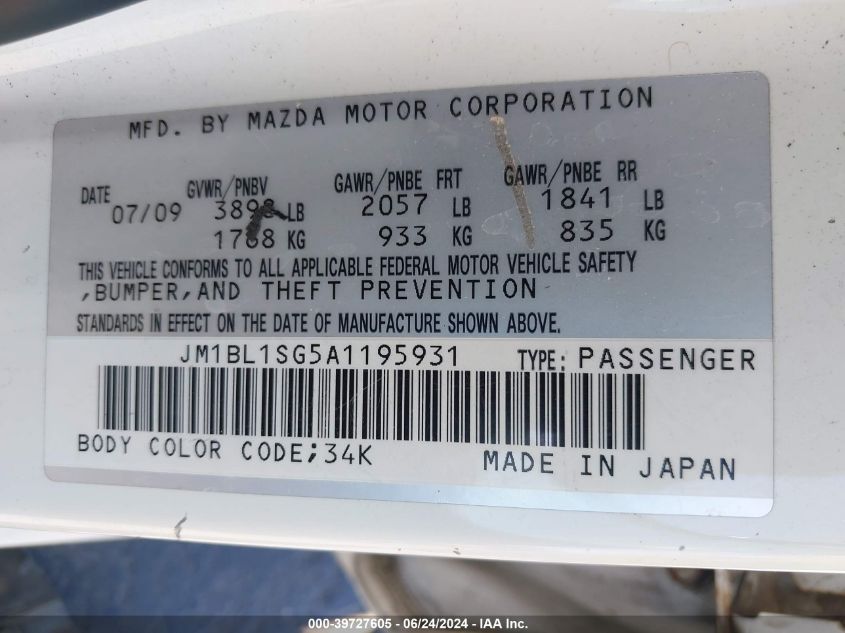 MFD. BY MAZDA MOTOR CORPORATION
DATE GVWR/PNBV GAWR/PNBE FRT GAWR/PNBE RR
07/09 3898 LB 2057 LB 1841 LB
1768 KG 933 KG 835 KG
THIS VEHICLE CONFORMS TO ALL APPLICABLE FEDERAL MOTOR VEHICLE SAFETY
,BUMPER,AND THEFT PREVENTION
STANDARDS IN EFFECT ON THE DATE OF MANUFACTURE SHOWN ABOVE.
JM1BL1SG5A1195931 TYPE: PASSENGER
BODY COLOR CODE;34K MADE IN JAPAN
000-39727605 - 06/24/2024 - IAA Inc.